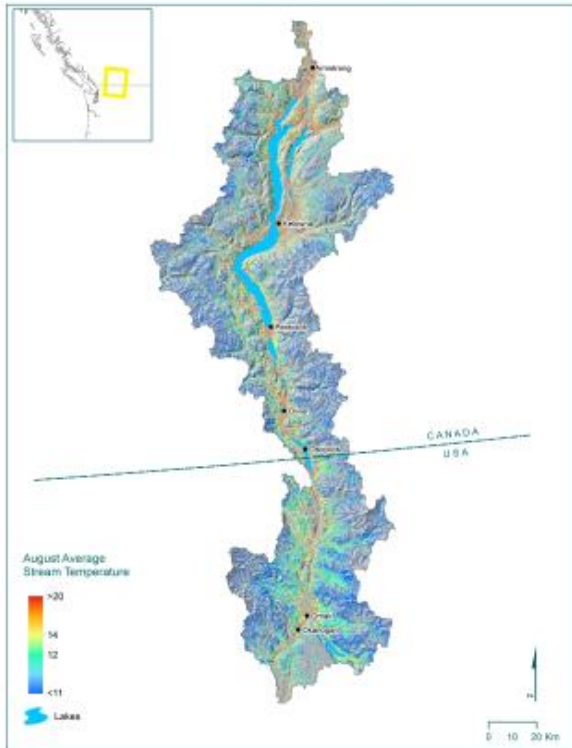 Armstrong
Kelowna
Penticton
Oliver
Osoyoos
CANADA
USA
August Average
Stream Temperature
>20
14
12
<11
Lakes
Omak
Okanogan
0 10 20 Km